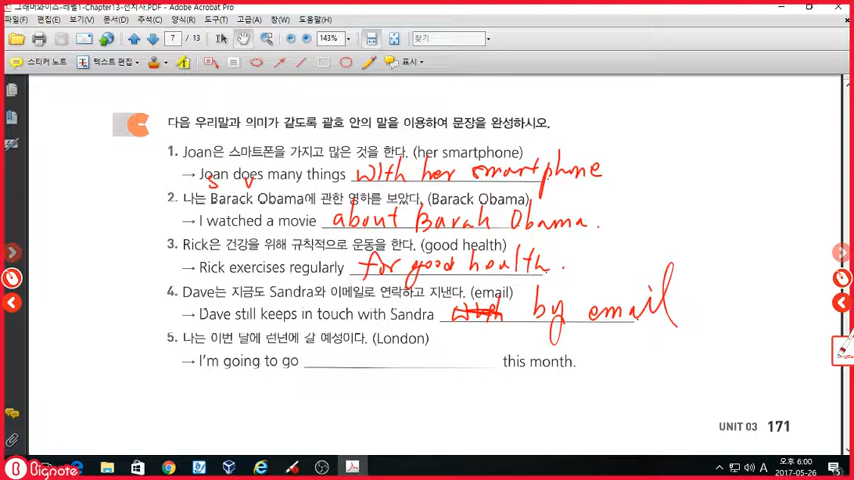 그래머와이즈-레벨1-Chapter13-전치사.PDF - Adobe Acrobat Pro
파일(F) 편집(E) 보기(V) 문서(D) 주석(C) 양식(R) 도구(T) 고급(A) 창(W) 도움말(H)
7 / 13 143% 찾기
스티커 노트 텍스트 편집 표시
다음 우리말과 의미가 같도록 괄호 안의 말을 이용하여 문장을 완성하시오.
1. Joan은 스마트폰을 가지고 많은 것을 한다. (her smartphone)
→ Joan does many things with her smartphone
S V
2. 나는 Barack Obama에 관한 영화를 보았다. (Barack Obama)
→ I watched a movie about Barah Obama.
3. Rick은 건강을 위해 규칙적으로 운동을 한다. (good health)
→ Rick exercises regularly for good health.
4. Dave는 지금도 Sandra와 이메일로 연락하고 지낸다. (email)
→ Dave still keeps in touch with Sandra with by email
5. 나는 이번 달에 런던에 갈 예정이다. (London)
→ I'm going to go this month.
UNIT 03 171
Bignote
A 오후 6:00
2017-05-26